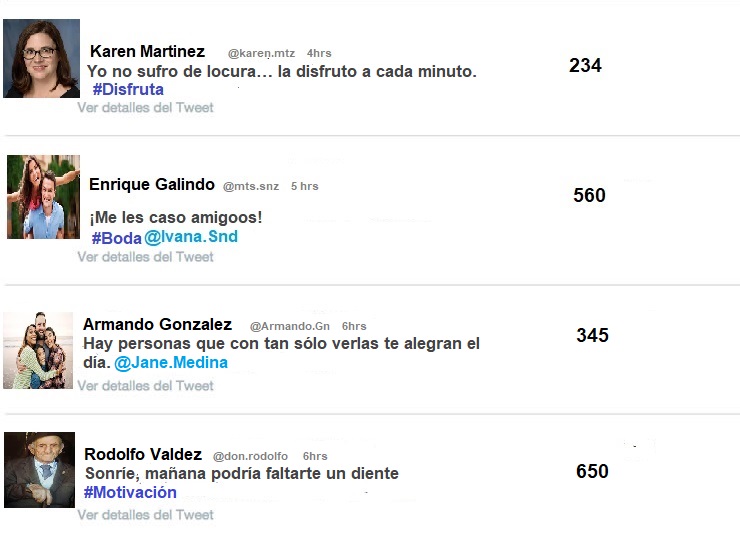 Karen Martinez @karen.mtz 4hrs
Yo no sufro de locura… la disfruto a cada minuto.
234
#Disfruta
Ver detalles del Tweet
Enrique Galindo @mts.snz 5 hrs
560
¡Me les caso amigoos!
#Boda @Ivana.Snd
Ver detalles del Tweet
Armando Gonzalez @Armando.Gn 6hrs
345
Hay personas que con tan sólo verlas te alegran el
día. @Jane.Medina
Ver detalles del Tweet
Rodolfo Valdez @don.rodolfo 6hrs
Sonríe, mañana podría faltarte un diente
650
#Motivación
Ver detalles del Tweet